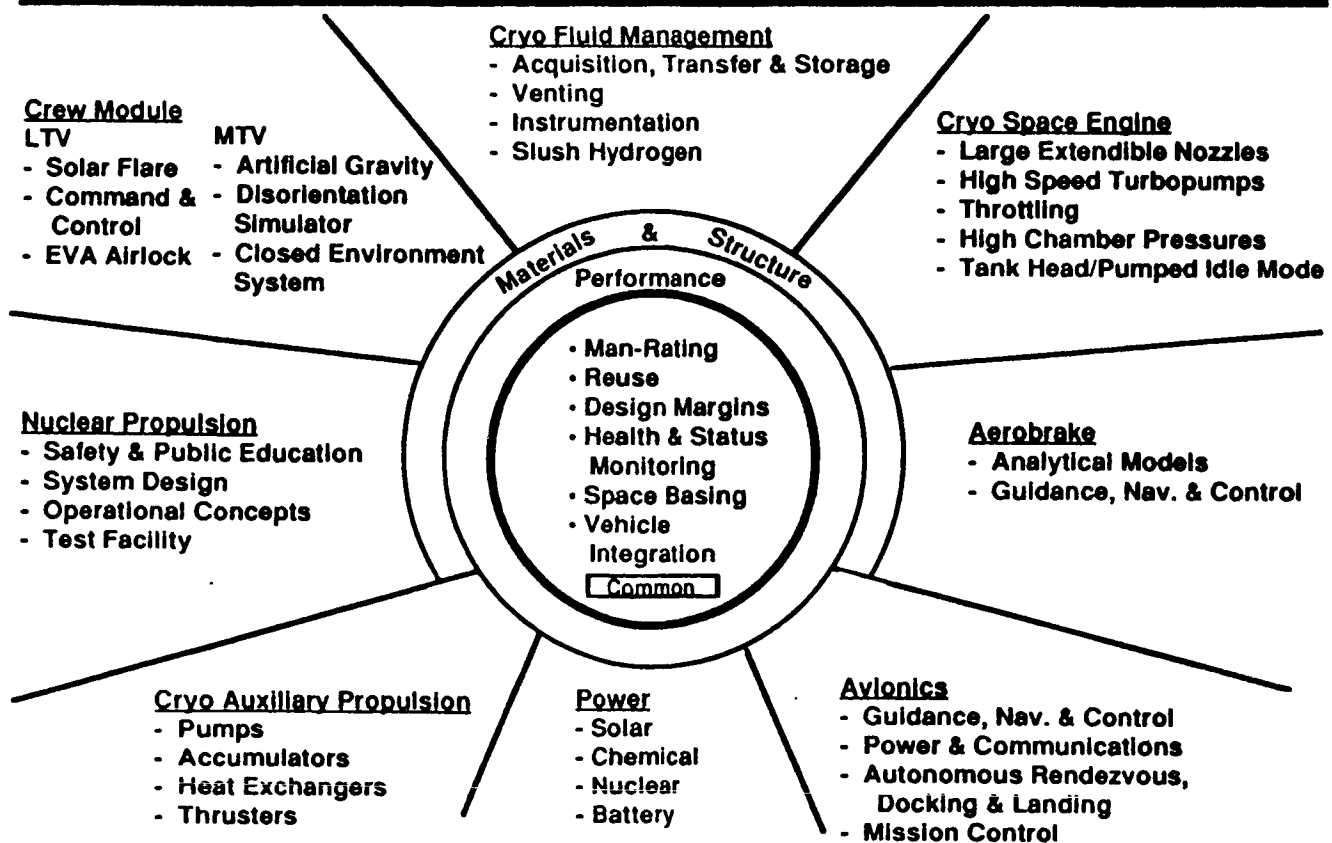 Cryo Fluid Management
- Acquisition, Transfer & Storage
- Venting
- Instrumentation
- Slush Hydrogen
Crew Module
LTV
- Solar Flare
- Command &
Control
- EVA Airlock
MTV
- Artificial Gravity
- Disorientation
Simulator
- Closed Environment
System
Cryo Space Engine
- Large Extendible Nozzles
- High Speed Turbopumps
- Throttling
- High Chamber Pressures
- Tank Head/Pumped Idle Mode
Materials & Structure
Performance
• Man-Rating
• Reuse
• Design Margins
• Health & Status
Monitoring
• Space Basing
• Vehicle
Integration
Common
Nuclear Propulsion
- Safety & Public Education
- System Design
- Operational Concepts
- Test Facility
Aerobrake
- Analytical Models
- Guidance, Nav. & Control
Cryo Auxiliary Propulsion
- Pumps
- Accumulators
- Heat Exchangers
- Thrusters
Power
- Solar
- Chemical
- Nuclear
- Battery
Avionics
- Guidance, Nav. & Control
- Power & Communications
- Autonomous Rendezvous,
Docking & Landing
- Mission Control